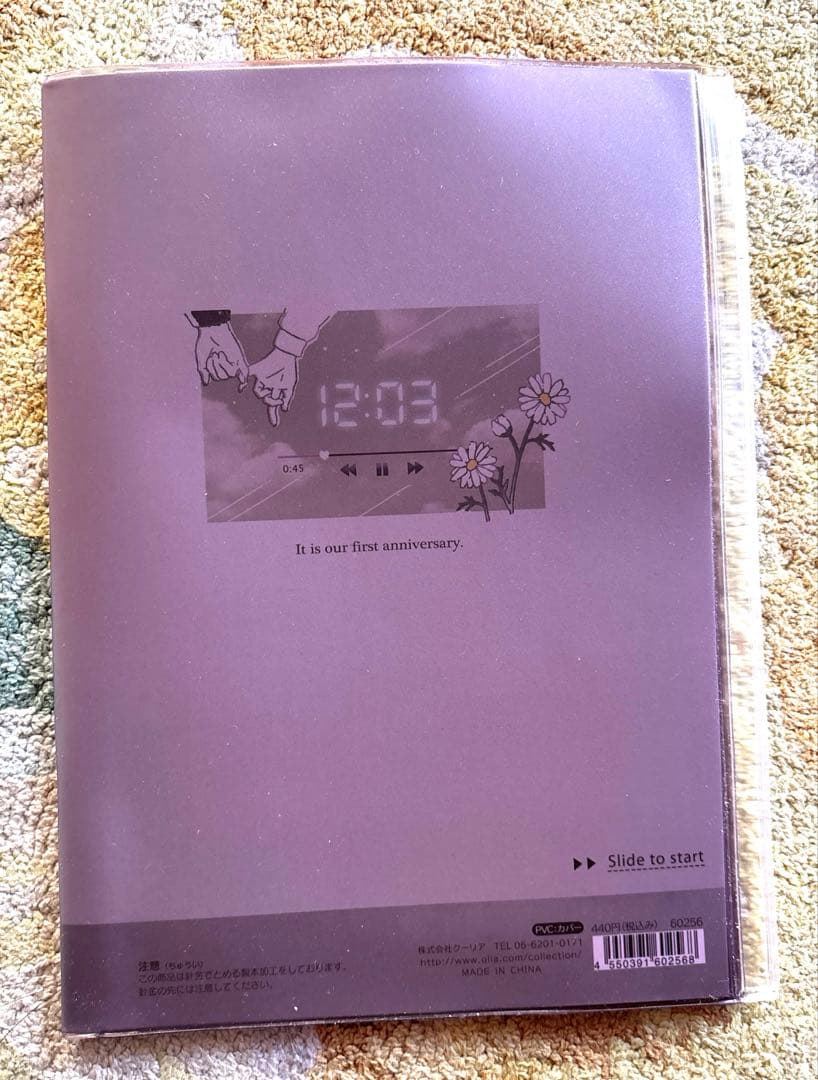 12:03
0:45
It is our first anniversary.
Slide to start
PVC:カバー 440円(税込み) 60256
株式会社クーリア TEL 06-6201-0171
http://www.qlia.com/collection/
MADE IN CHINA
4 550391 602568
注意(ちゅうい)
この商品は針金でとめる製本加工をしております。
針金の先には注意してください。